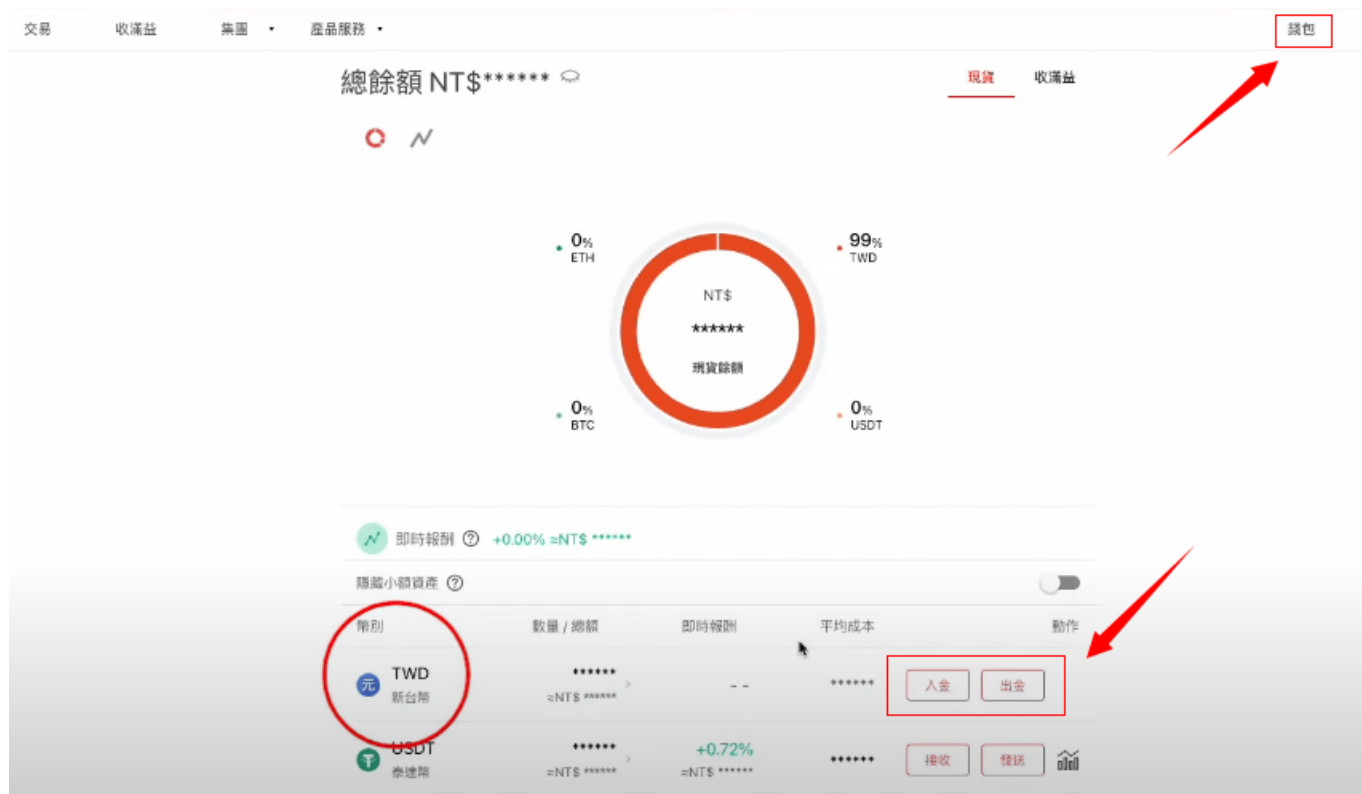 交易 收滿益 集團 產品服務 錢包
總餘額 NT$******
現貨 收滿益
0% ETH
99% TWD
NT$
******
現貨餘額
0% BTC
0% USDT
即時報酬 ? +0.00% ≈NT$ ******
隱藏小額資產 ?
幣別 數量 / 總額 即時報酬 平均成本 動作
TWD ****** -- ****** 入金 出金
新台幣 ≈NT$ ******
USDT ****** +0.72% ****** 接收 發送
泰達幣 ≈NT$ ****** ≈NT$ ******